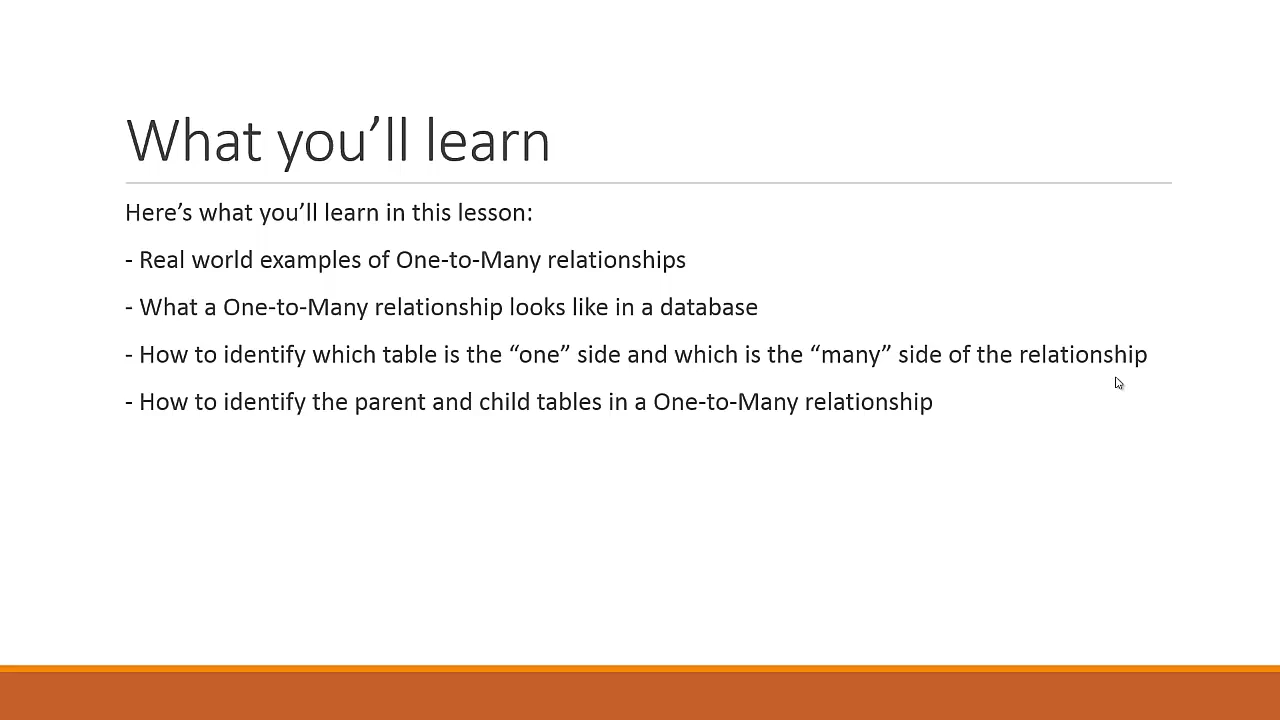 What you’ll learn
Here’s what you’ll learn in this lesson:
- Real world examples of One-to-Many relationships
- What a One-to-Many relationship looks like in a database
- How to identify which table is the “one” side and which is the “many” side of the relationship
- How to identify the parent and child tables in a One-to-Many relationship